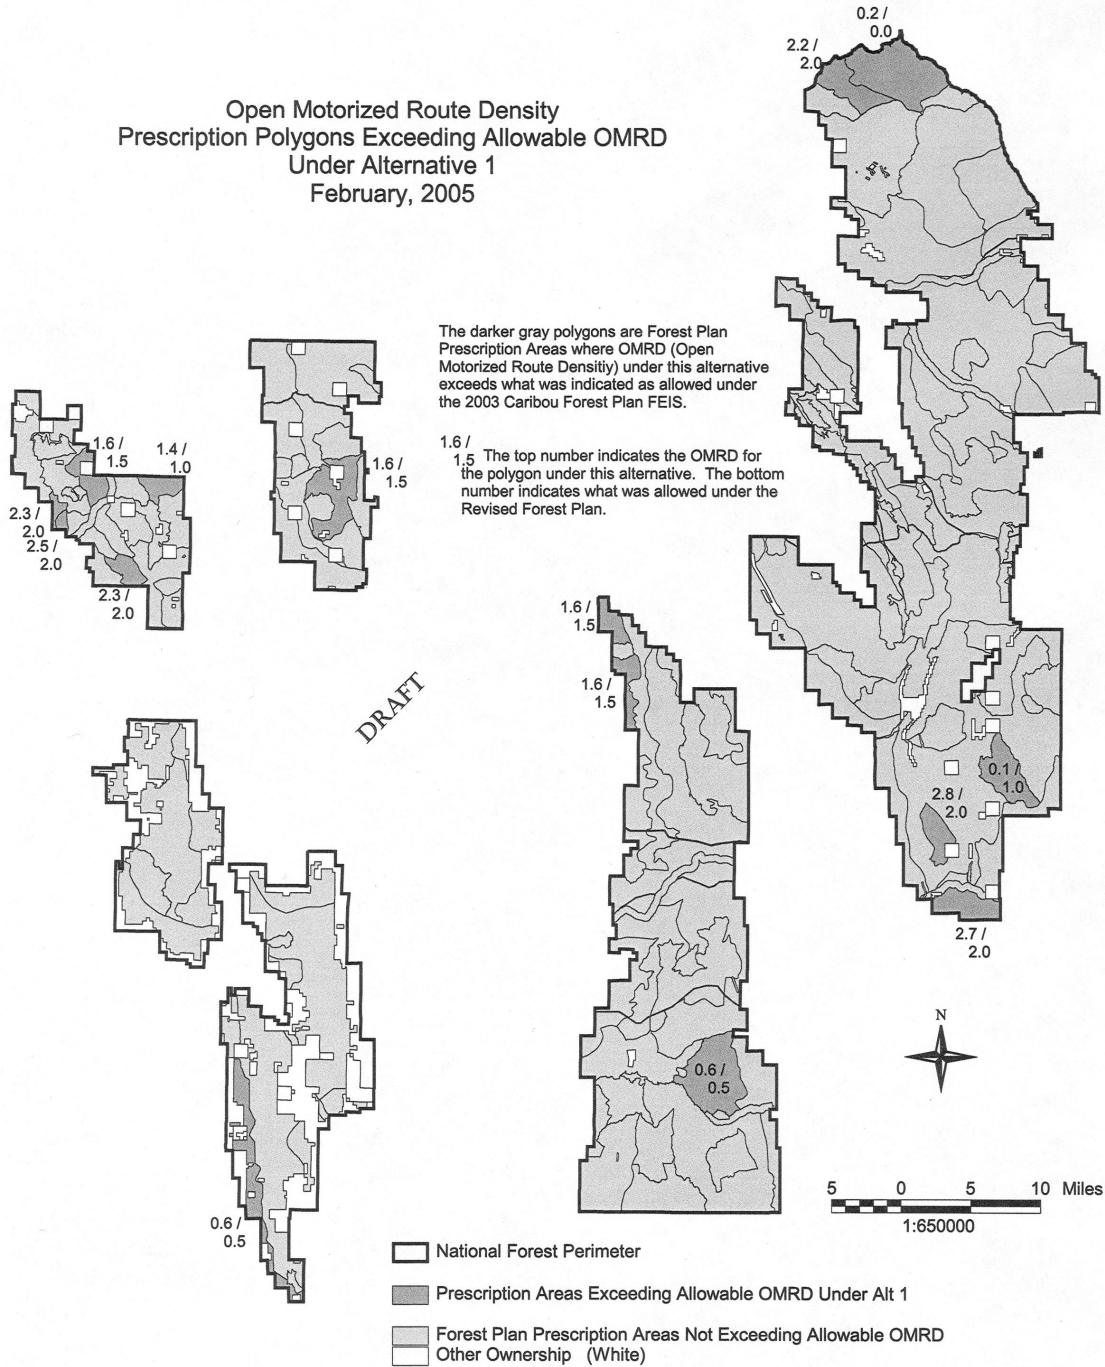 0.2 /
0.0
2.2 /
2.0
Open Motorized Route Density
Prescription Polygons Exceeding Allowable OMRD
Under Alternative 1
February, 2005
The darker gray polygons are Forest Plan
Prescription Areas where OMRD (Open
Motorized Route Densitiy) under this alternative
exceeds what was indicated as allowed under
the 2003 Caribou Forest Plan FEIS.
1.6 /
1.5 The top number indicates the OMRD for
the polygon under this alternative. The bottom
number indicates what was allowed under the
Revised Forest Plan.
1.6 /
1.5
1.4 /
1.0
1.6 /
1.5
2.3 /
2.0
2.5 /
2.0
2.3 /
2.0
1.6 /
1.5
1.6 /
1.5
DRAFT
0.1 /
1.0
2.8 /
2.0
2.7 /
2.0
N
0.6 /
0.5
0.6 /
0.5
5 0 5 10 Miles
1:650000
National Forest Perimeter
Prescription Areas Exceeding Allowable OMRD Under Alt 1
Forest Plan Prescription Areas Not Exceeding Allowable OMRD
Other Ownership (White)